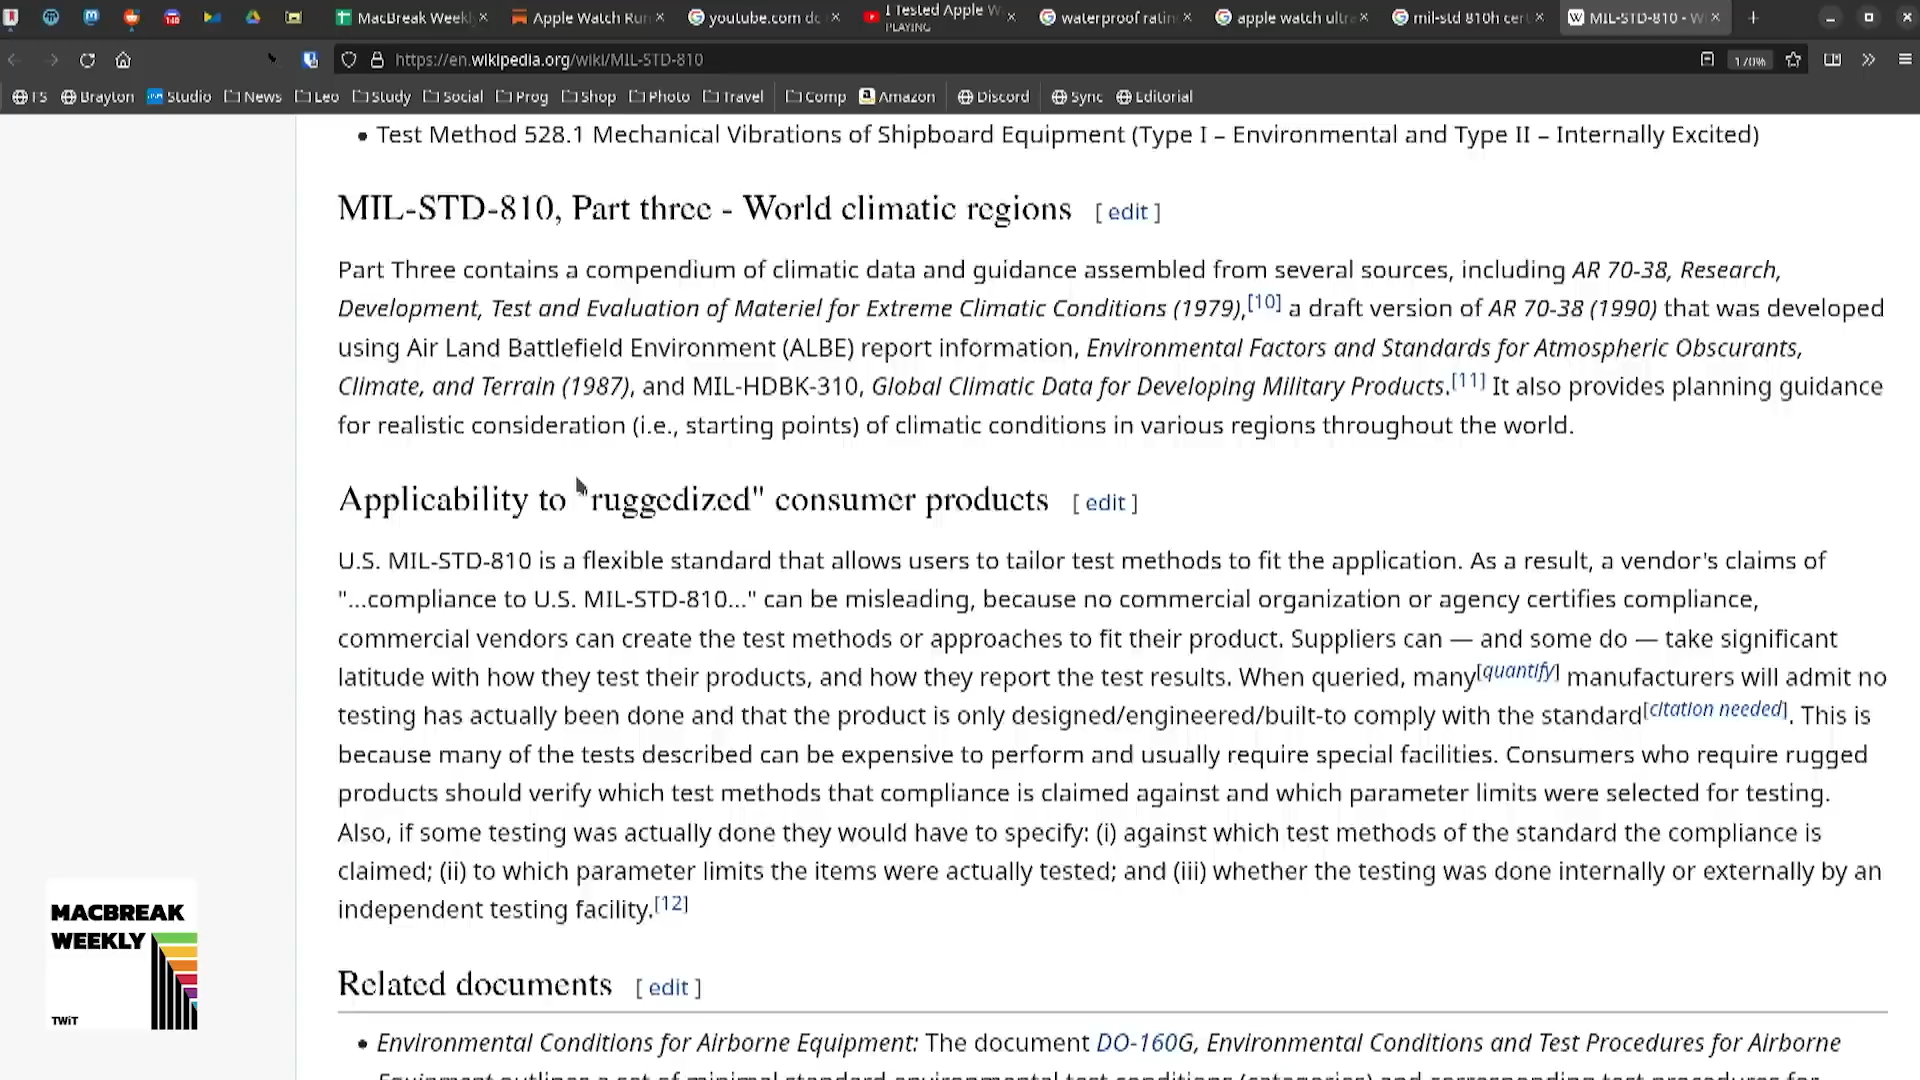 MacBreak Weekl
Apple Watch Run
youtube.com do
I Tested Apple W
PLAYING
waterproof ratin
apple watch ultra
mil-std 810h cert
MIL-STD-810 - W
https://en.wikipedia.org/wiki/MIL-STD-810
170%
TS
Brayton
Studio
News
Leo
Study
Social
Prog
Shop
Photo
Travel
Comp
Amazon
Discord
Sync
Editorial
• Test Method 528.1 Mechanical Vibrations of Shipboard Equipment (Type I – Environmental and Type II – Internally Excited)
MIL-STD-810, Part three - World climatic regions [ edit ]
Part Three contains a compendium of climatic data and guidance assembled from several sources, including AR 70-38, Research,
Development, Test and Evaluation of Materiel for Extreme Climatic Conditions (1979),[10] a draft version of AR 70-38 (1990) that was developed
using Air Land Battlefield Environment (ALBE) report information, Environmental Factors and Standards for Atmospheric Obscurants,
Climate, and Terrain (1987), and MIL-HDBK-310, Global Climatic Data for Developing Military Products.[11] It also provides planning guidance
for realistic consideration (i.e., starting points) of climatic conditions in various regions throughout the world.
Applicability to "ruggedized" consumer products [ edit ]
U.S. MIL-STD-810 is a flexible standard that allows users to tailor test methods to fit the application. As a result, a vendor's claims of
"...compliance to U.S. MIL-STD-810..." can be misleading, because no commercial organization or agency certifies compliance,
commercial vendors can create the test methods or approaches to fit their product. Suppliers can — and some do — take significant
latitude with how they test their products, and how they report the test results. When queried, many[quantify] manufacturers will admit no
testing has actually been done and that the product is only designed/engineered/built-to comply with the standard[citation needed]. This is
because many of the tests described can be expensive to perform and usually require special facilities. Consumers who require rugged
products should verify which test methods that compliance is claimed against and which parameter limits were selected for testing.
Also, if some testing was actually done they would have to specify: (i) against which test methods of the standard the compliance is
claimed; (ii) to which parameter limits the items were actually tested; and (iii) whether the testing was done internally or externally by an
independent testing facility.[12]
MACBREAK
WEEKLY
TWiT
Related documents [ edit ]
• Environmental Conditions for Airborne Equipment: The document DO-160G, Environmental Conditions and Test Procedures for Airborne
Equipment outlines a set of minimal standard environmental test conditions (categories) and corresponding test procedures for